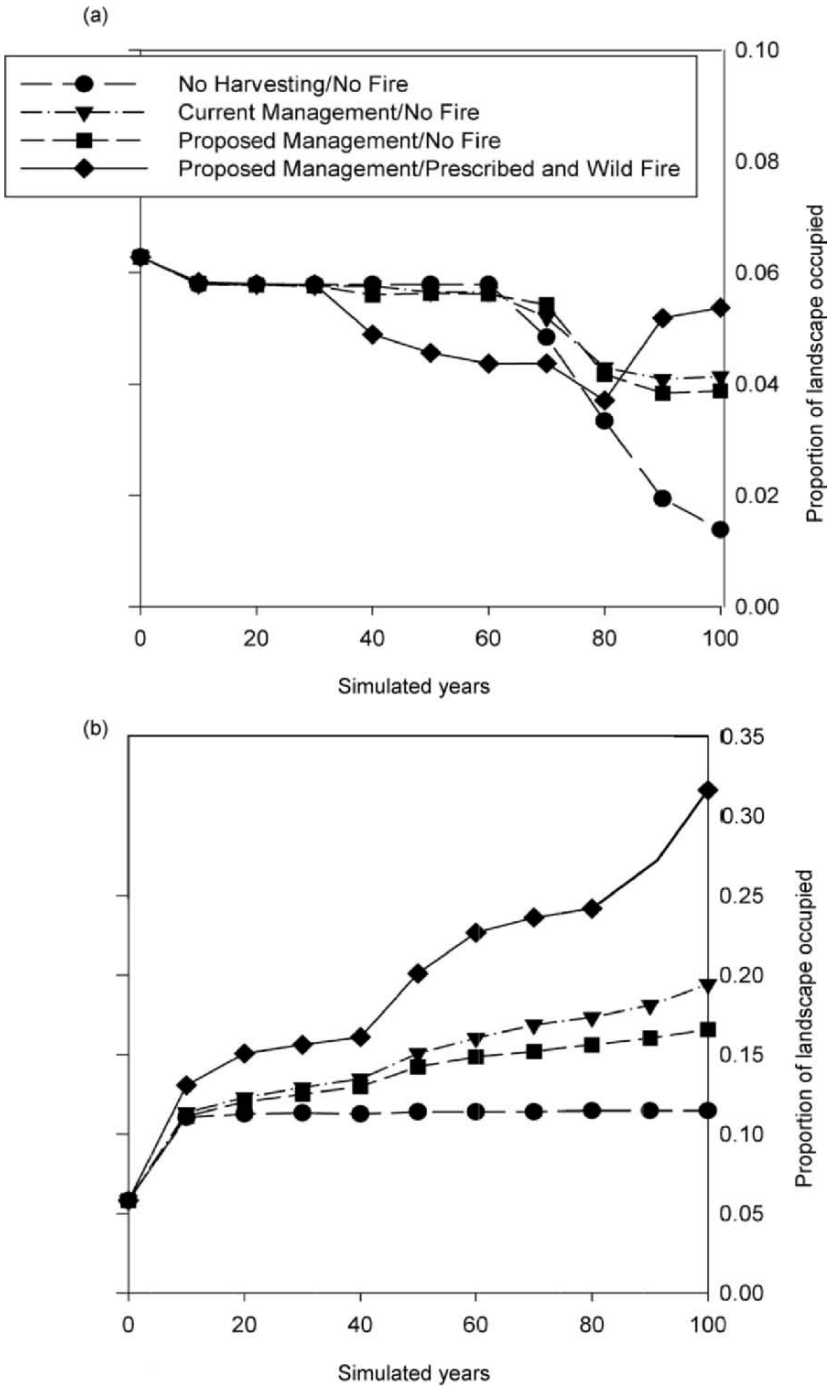 (a)
No Harvesting/No Fire
Current Management/No Fire
Proposed Management/No Fire
Proposed Management/Prescribed and Wild Fire
0.10
0.08
0.06
0.04
0.02
0.00
Proportion of landscape occupied
0 20 40 60 80 100
Simulated years
(b)
0.35
0.30
0.25
0.20
0.15
0.10
0.05
0.00
Proportion of landscape occupied
0 20 40 60 80 100
Simulated years